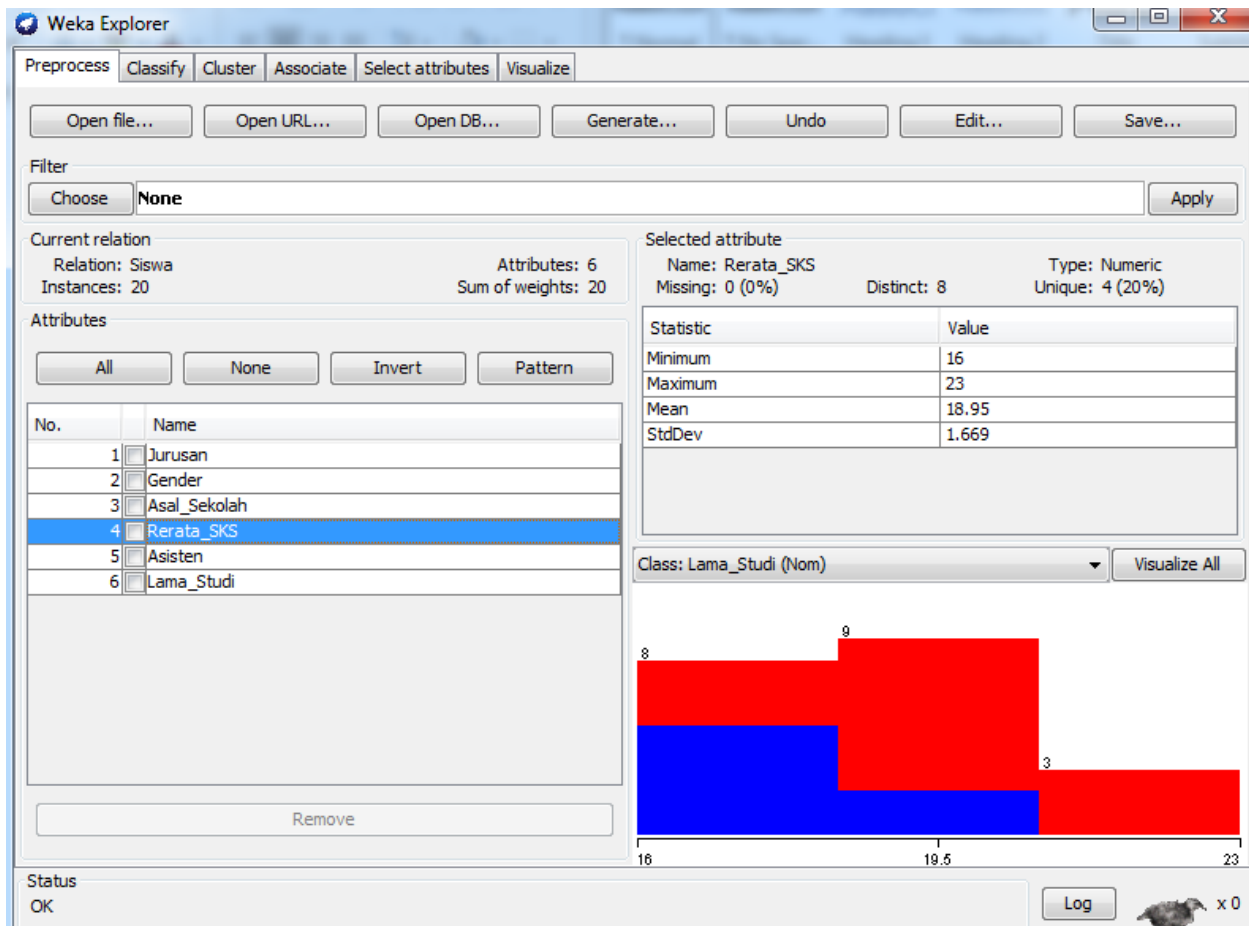 Weka Explorer
Preprocess Classify Cluster Associate Select attributes Visualize
Open file... Open URL... Open DB... Generate... Undo Edit... Save...
Filter
Choose None Apply
Current relation
Relation: Siswa Attributes: 6
Instances: 20 Sum of weights: 20
Selected attribute
Name: Rerata_SKS Type: Numeric
Missing: 0 (0%) Distinct: 8 Unique: 4 (20%)
Attributes
All None Invert Pattern
No. Name
1 Jurusan
2 Gender
3 Asal_Sekolah
4 Rerata_SKS
5 Asisten
6 Lama_Studi
Remove
Statistic Value
Minimum 16
Maximum 23
Mean 18.95
StdDev 1.669
Class: Lama_Studi (Nom) Visualize All
8 9 3
16 19.5 23
Status
OK Log x 0